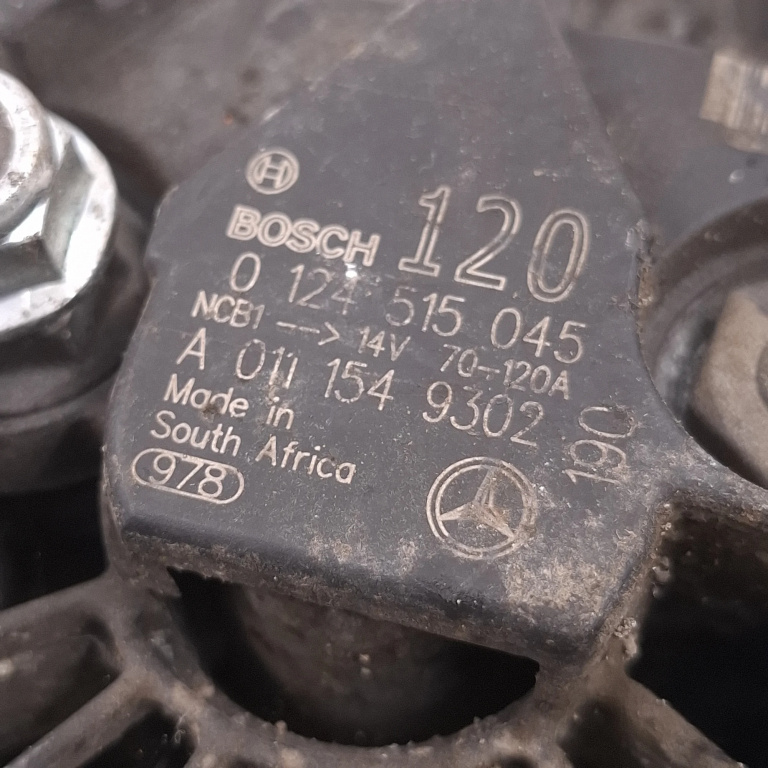 BOSCH 120
0 124 515 045
NCB1 --> 14V 70-120A
A 011 154 9302
190
Made in
South Africa
978